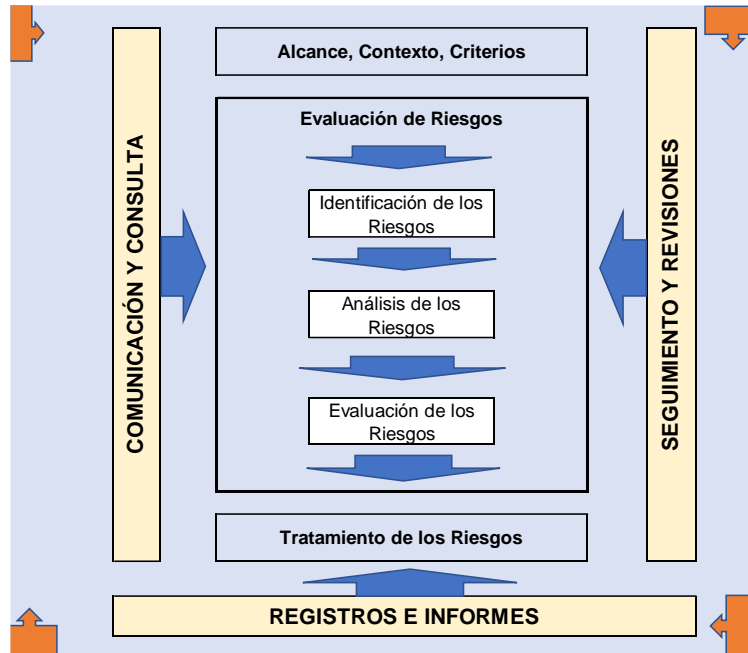 Alcance, Contexto, Criterios
COMUNICACIÓN Y CONSULTA
Evaluación de Riesgos
Identificación de los
Riesgos
Análisis de los
Riesgos
Evaluación de los
Riesgos
SEGUIMIENTO Y REVISIONES
Tratamiento de los Riesgos
REGISTROS E INFORMES